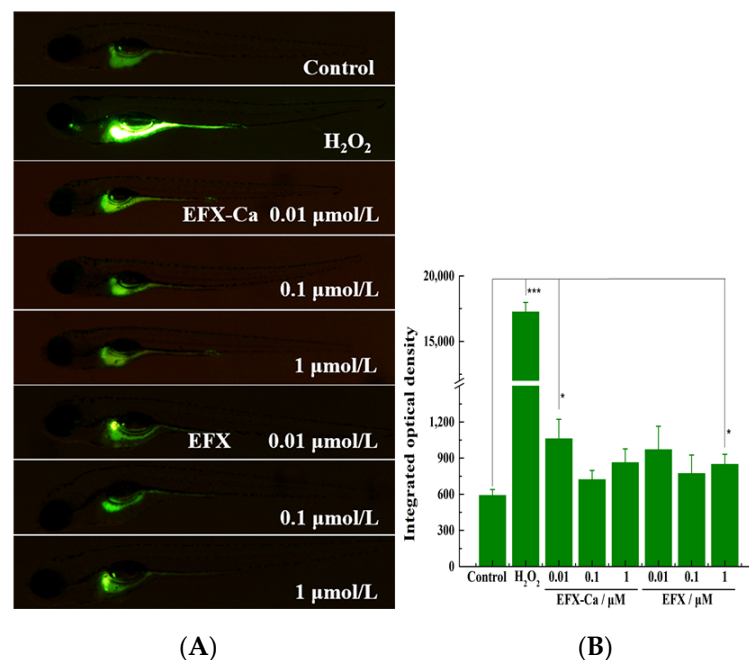 Control
H₂O₂
EFX-Ca 0.01 μmol/L
0.1 μmol/L
1 μmol/L
EFX 0.01 μmol/L
0.1 μmol/L
1 μmol/L
(A)
Integrated optical density
20,000
15,000
1,200
900
600
300
0
***
*
*
Control H₂O₂ 0.01 0.1 1 0.01 0.1 1
EFX-Ca / μM EFX / μM
(B)